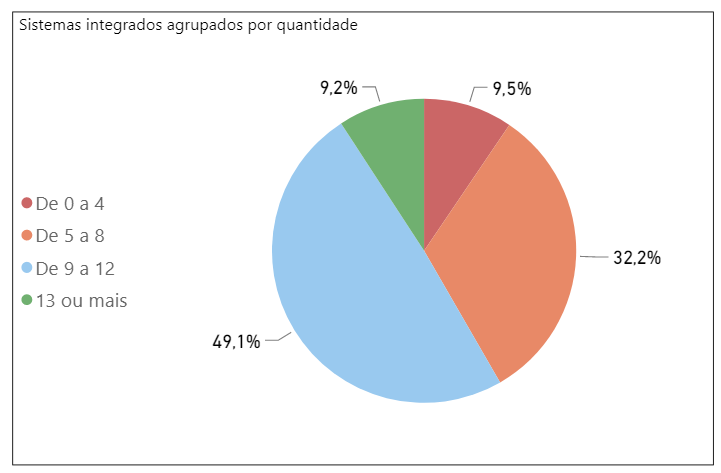 Sistemas integrados agrupados por quantidade
9,2%
9,5%
De 0 a 4
De 5 a 8
De 9 a 12
13 ou mais
32,2%
49,1%